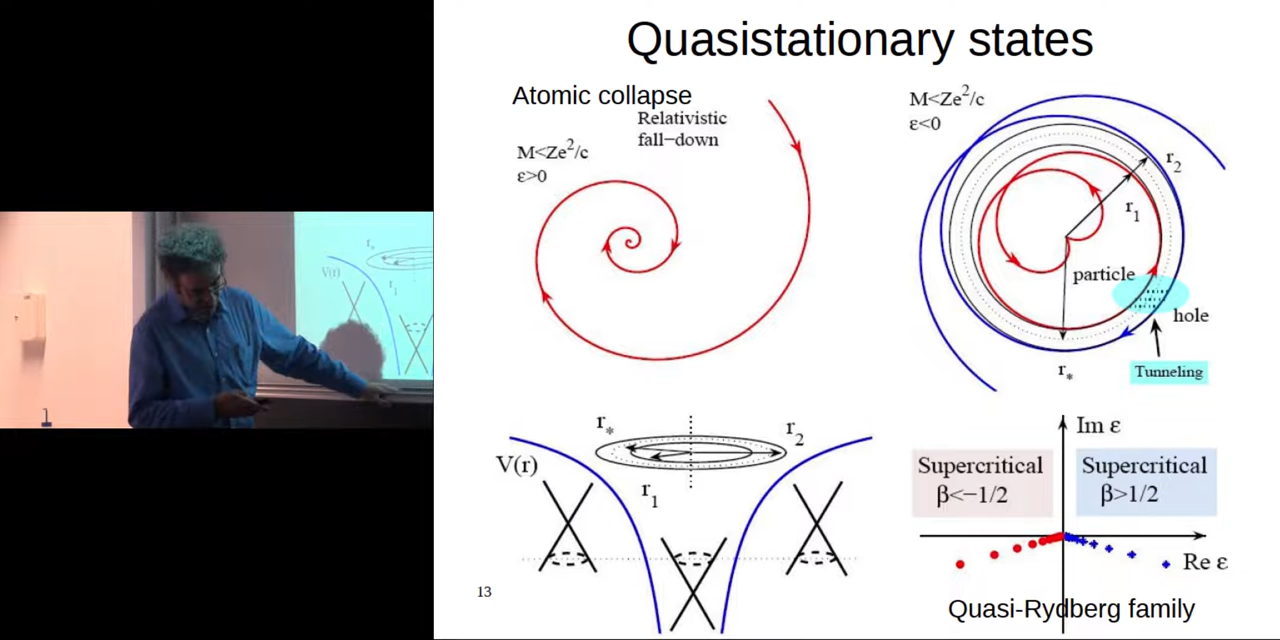 Quasistationary states
Atomic collapse
Relativistic
fall−down
M<Ze²/c
ε>0
M<Ze²/c
ε<0
r₂
r₁
particle
hole
r*
Tunneling
V(r)
r*
r₂
r₁
Im ε
Supercritical
β<−1/2
Supercritical
β>1/2
Re ε
Quasi-Rydberg family
13
V(r)
r*
r₁